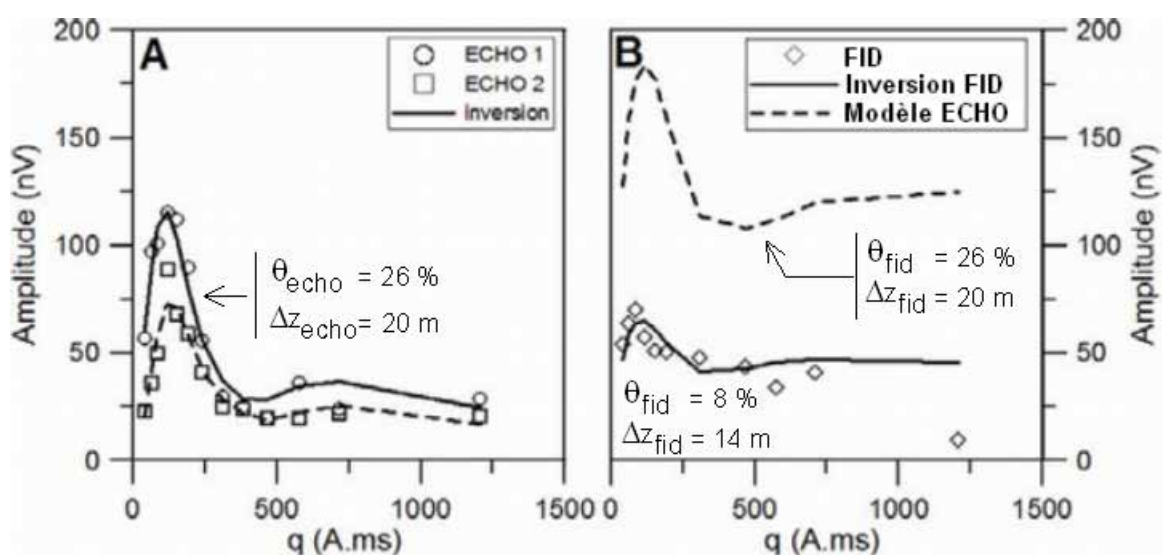 A
ECHO 1
ECHO 2
Inversion
θecho = 26 %
Δzecho= 20 m
Amplitude (nV)
200
150
100
50
0
0 500 1000 1500
q (A.ms)
B
FID
Inversion FID
Modèle ECHO
θfid = 26 %
Δzfid = 20 m
θfid = 8 %
Δzfid = 14 m
200
150
100
50
0
Amplitude (nV)
0 500 1000 1500
q (A.ms)